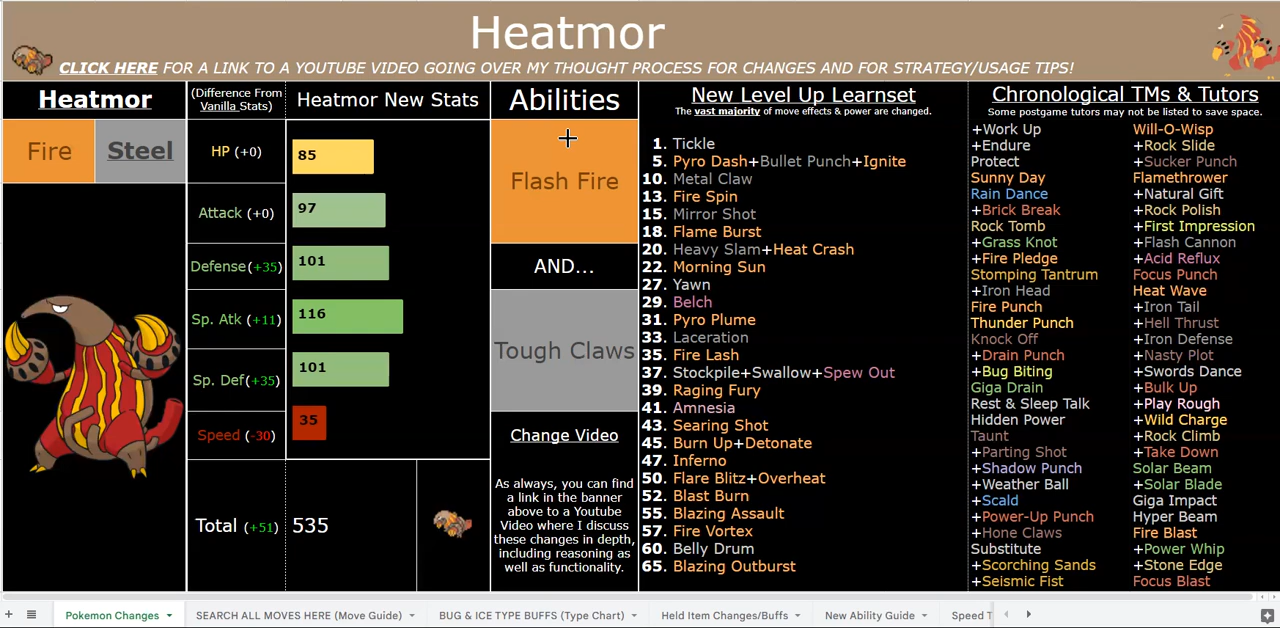 Heatmor
CLICK HERE FOR A LINK TO A YOUTUBE VIDEO GOING OVER MY THOUGHT PROCESS FOR CHANGES AND FOR STRATEGY/USAGE TIPS!
Heatmor
Fire
Steel
(Difference From
Vanilla Stats)
Heatmor New Stats
HP (+0)
85
Attack (+0)
97
Defense (+35)
101
Sp. Atk (+11)
116
Sp. Def (+35)
101
Speed (-30)
35
Total (+51)
535
Abilities
Flash Fire
AND...
Tough Claws
Change Video
As always, you can find
a link in the banner
above to a Youtube
Video where I discuss
these changes in depth,
including reasoning as
well as functionality.
New Level Up Learnset
The vast majority of move effects & power are changed.
1. Tickle
5. Pyro Dash+Bullet Punch+Ignite
10. Metal Claw
13. Fire Spin
15. Mirror Shot
18. Flame Burst
20. Heavy Slam+Heat Crash
22. Morning Sun
27. Yawn
29. Belch
31. Pyro Plume
33. Laceration
35. Fire Lash
37. Stockpile+Swallow+Spew Out
39. Raging Fury
41. Amnesia
43. Searing Shot
45. Burn Up+Detonate
47. Inferno
50. Flare Blitz+Overheat
52. Blast Burn
55. Blazing Assault
57. Fire Vortex
60. Belly Drum
65. Blazing Outburst
Chronological TMs & Tutors
Some postgame tutors may not be listed to save space.
+Work Up
+Endure
Protect
Sunny Day
Rain Dance
+Brick Break
Rock Tomb
+Grass Knot
+Fire Pledge
Stomping Tantrum
+Iron Head
Fire Punch
Thunder Punch
Knock Off
+Drain Punch
+Bug Biting
Giga Drain
Rest & Sleep Talk
Hidden Power
Taunt
+Parting Shot
+Shadow Punch
+Weather Ball
+Scald
+Power-Up Punch
+Hone Claws
Substitute
+Scorching Sands
+Seismic Fist
Will-O-Wisp
+Rock Slide
+Sucker Punch
Flamethrower
+Natural Gift
+Rock Polish
+First Impression
+Flash Cannon
+Acid Reflux
Focus Punch
Heat Wave
+Iron Tail
+Hell Thrust
+Iron Defense
+Nasty Plot
+Swords Dance
+Bulk Up
+Play Rough
+Wild Charge
+Rock Climb
+Take Down
Solar Beam
+Solar Blade
Giga Impact
Hyper Beam
Fire Blast
+Power Whip
+Stone Edge
Focus Blast
Pokemon Changes
SEARCH ALL MOVES HERE (Move Guide)
BUG & ICE TYPE BUFFS (Type Chart)
Held Item Changes/Buffs
New Ability Guide
Speed T